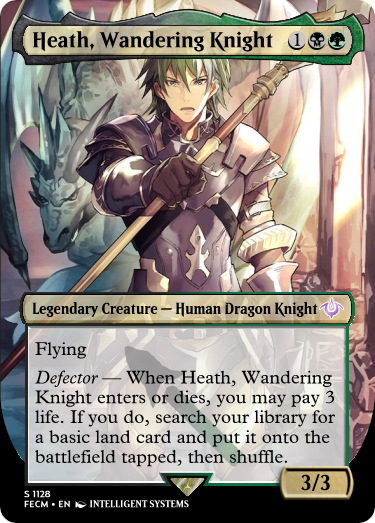 Heath, Wandering Knight 1
Legendary Creature — Human Dragon Knight
Flying
Defector — When Heath, Wandering
Knight enters or dies, you may pay 3
life. If you do, search your library for
a basic land card and put it onto the
battlefield tapped, then shuffle.
3/3
S 1128
FECM • EN INTELLIGENT SYSTEMS